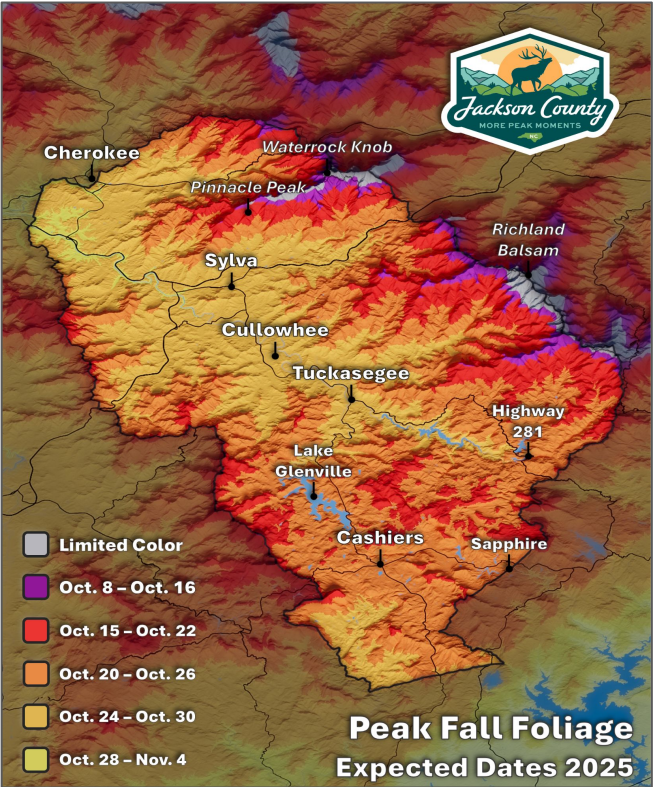 Jackson County
MORE PEAK MOMENTS
NC
Cherokee
Waterrock Knob
Pinnacle Peak
Richland
Balsam
Sylva
Cullowhee
Tuckasegee
Highway
281
Lake
Glenville
Cashiers
Sapphire
Limited Color
Oct. 8 – Oct. 16
Oct. 15 – Oct. 22
Oct. 20 – Oct. 26
Oct. 24 – Oct. 30
Oct. 28 – Nov. 4
Peak Fall Foliage
Expected Dates 2025